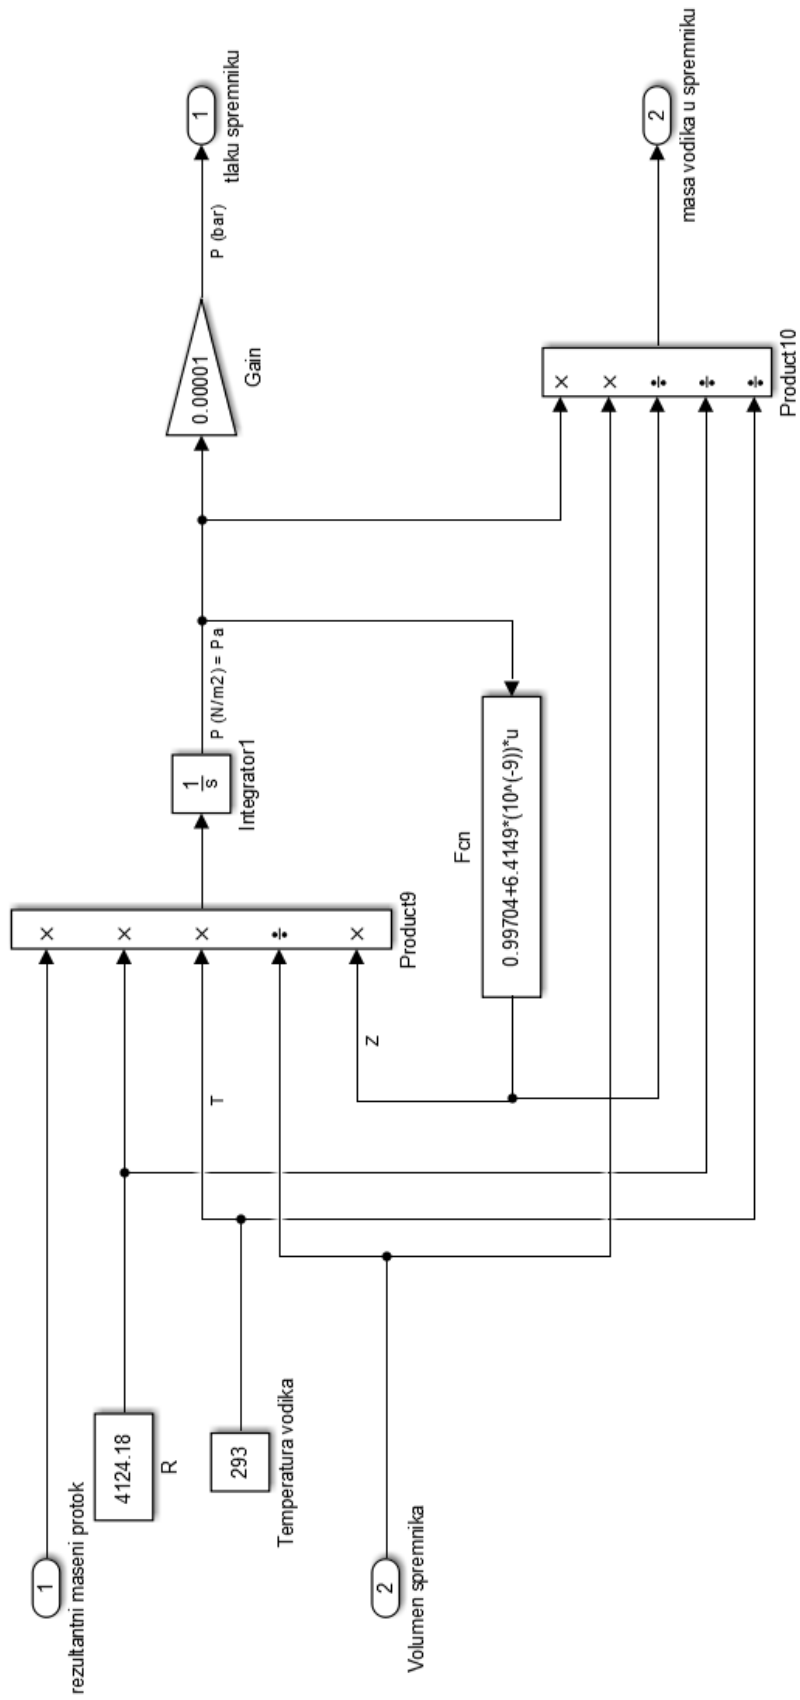 1
rezultantni maseni protok
4124.18
R
293
Temperatura vodika
2
Volumen spremnika
T
Z
×
×
×
÷
×
Product9
1
s
Integrator1
P (N/m2) = Pa
Fcn
0.99704+6.4149*(10^(-9))*u
0.00001
Gain
P (bar)
1
tlaku spremniku
×
×
÷
÷
÷
Product10
2
masa vodika u spremniku